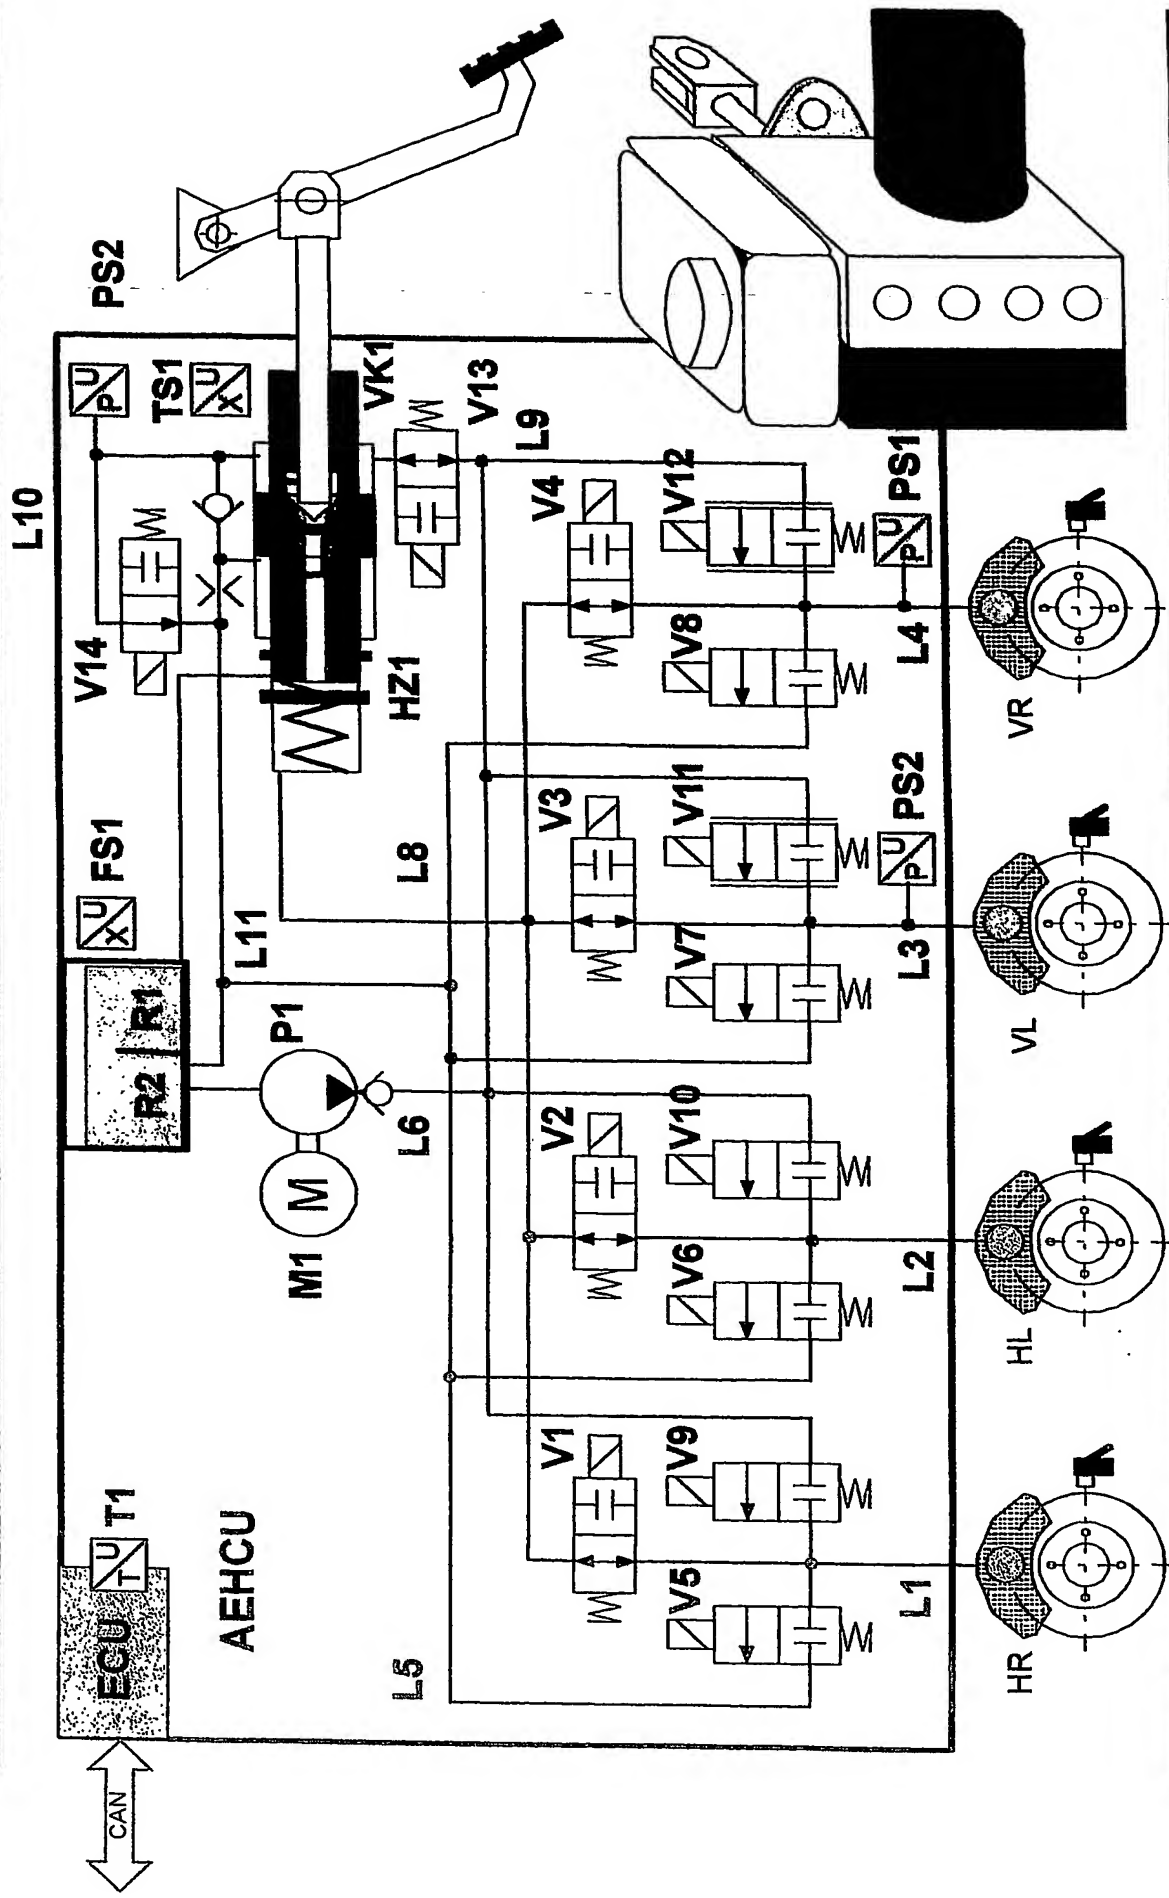 L10
CAN
ECU
U
T
T1
R2
R1
U
X
FS1
V14
U
P
PS2
TS1
U
X
AEHCU
L11
M1
M
P1
HZ1
VK1
L5
L6
L8
V13
L9
V1
V2
V3
V4
V5
V9
V6
V10
V7
V11
V8
V12
U
P
PS2
U
P
PS1
L1
L2
L3
L4
HR
HL
VL
VR